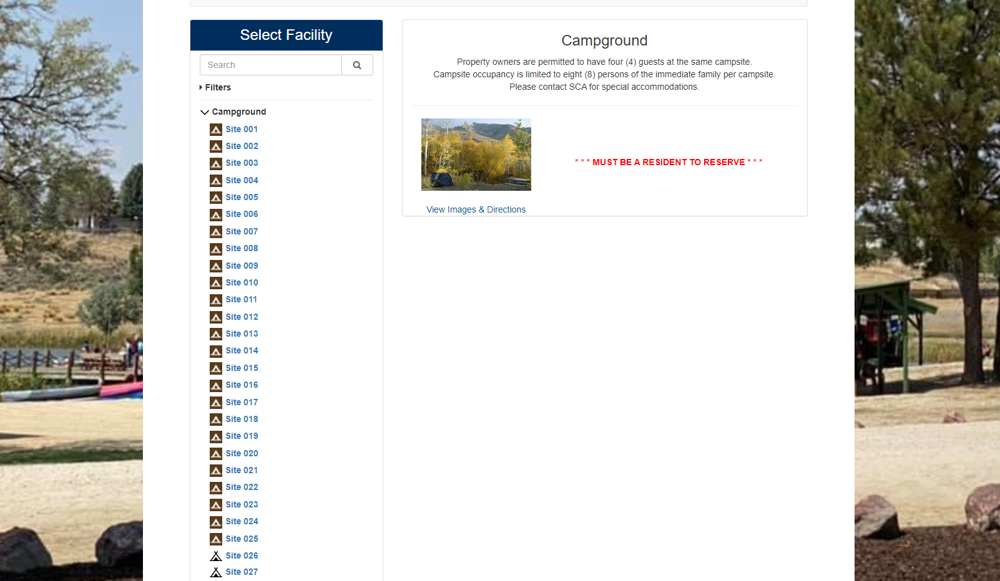 Select Facility
Search
Filters
Campground
Site 001
Site 002
Site 003
Site 004
Site 005
Site 006
Site 007
Site 008
Site 009
Site 010
Site 011
Site 012
Site 013
Site 014
Site 015
Site 016
Site 017
Site 018
Site 019
Site 020
Site 021
Site 022
Site 023
Site 024
Site 025
Site 026
Site 027
Campground
Property owners are permitted to have four (4) guests at the same campsite.
Campsite occupancy is limited to eight (8) persons of the immediate family per campsite.
Please contact SCA for special accommodations.
* * * MUST BE A RESIDENT TO RESERVE * * *
View Images & Directions